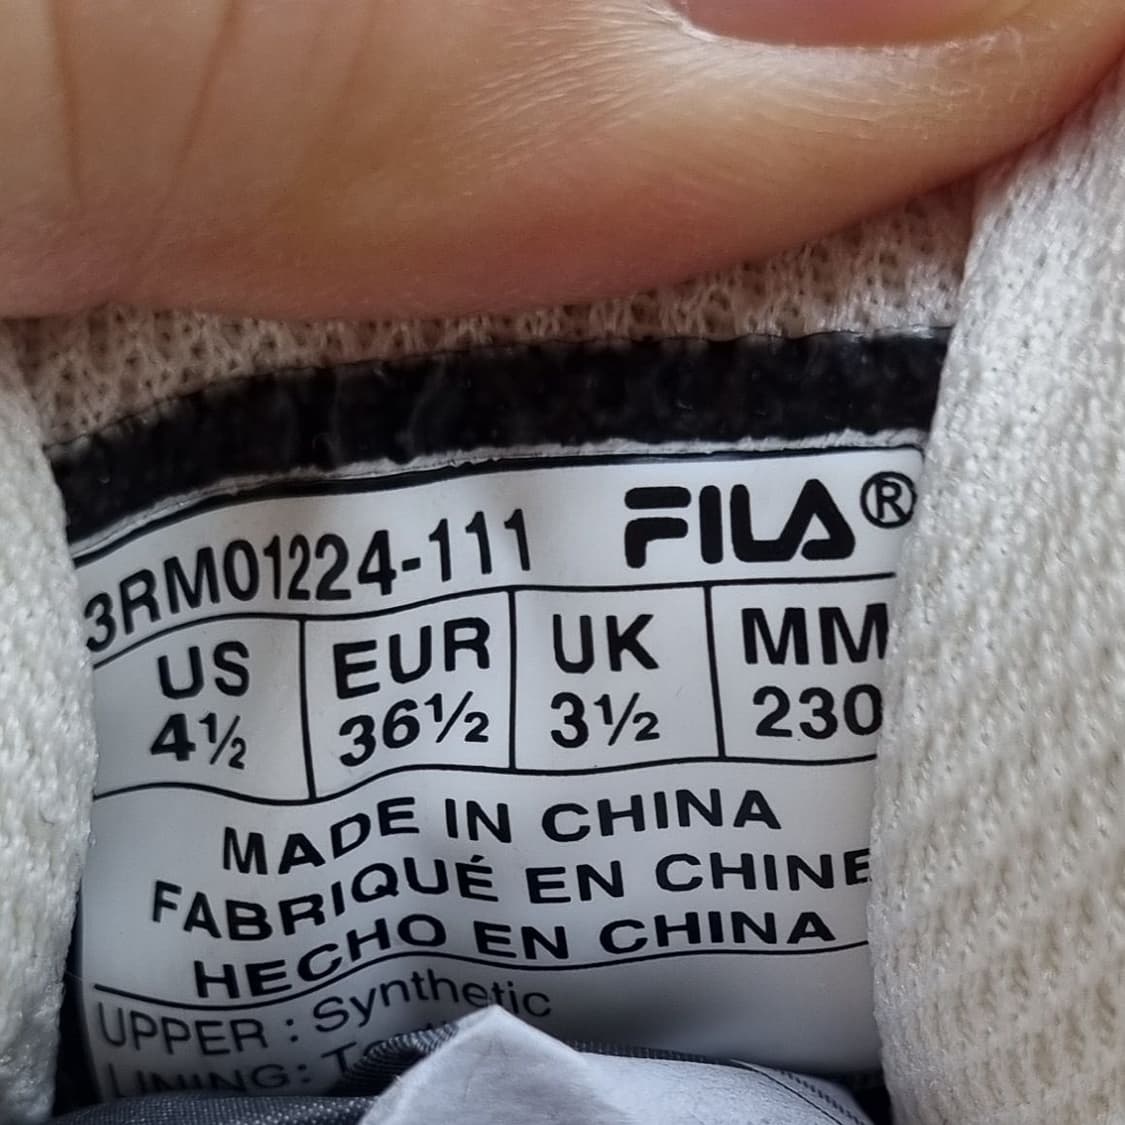 3RM01224-111 FILA®
US EUR UK MM
4½ 36½ 3½ 230
MADE IN CHINA
FABRIQUÉ EN CHINE
HECHO EN CHINA
UPPER : Synthetic
LINING: